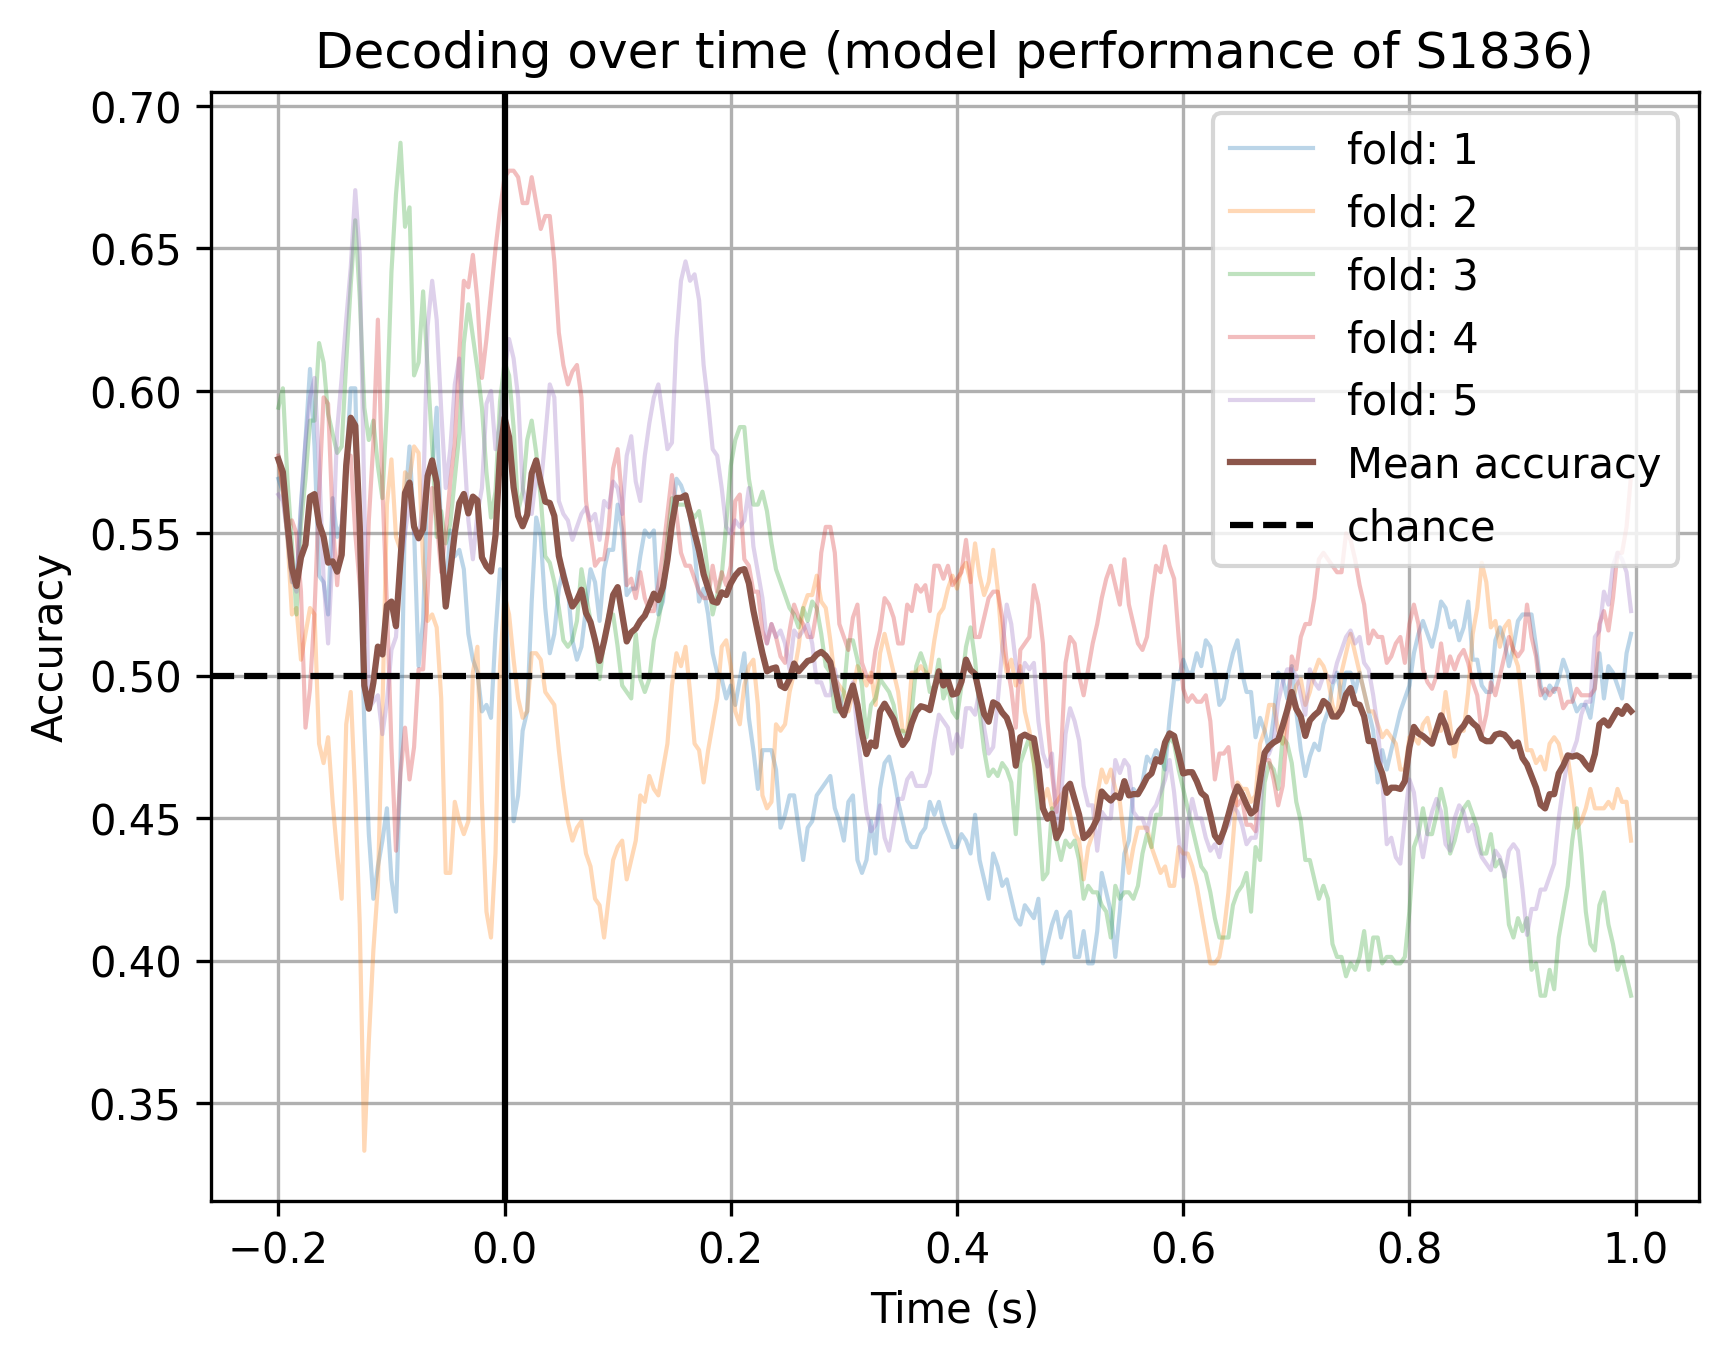 Decoding over time (model performance of S1836)
0.70
0.65
0.60
0.55
0.50
0.45
0.40
0.35
Accuracy
fold: 1
fold: 2
fold: 3
fold: 4
fold: 5
Mean accuracy
chance
−0.2 0.0 0.2 0.4 0.6 0.8 1.0
Time (s)